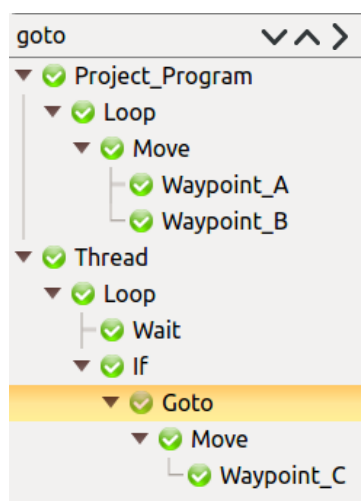 goto
Project_Program
Loop
Move
Waypoint_A
Waypoint_B
Thread
Loop
Wait
If
Goto
Move
Waypoint_C